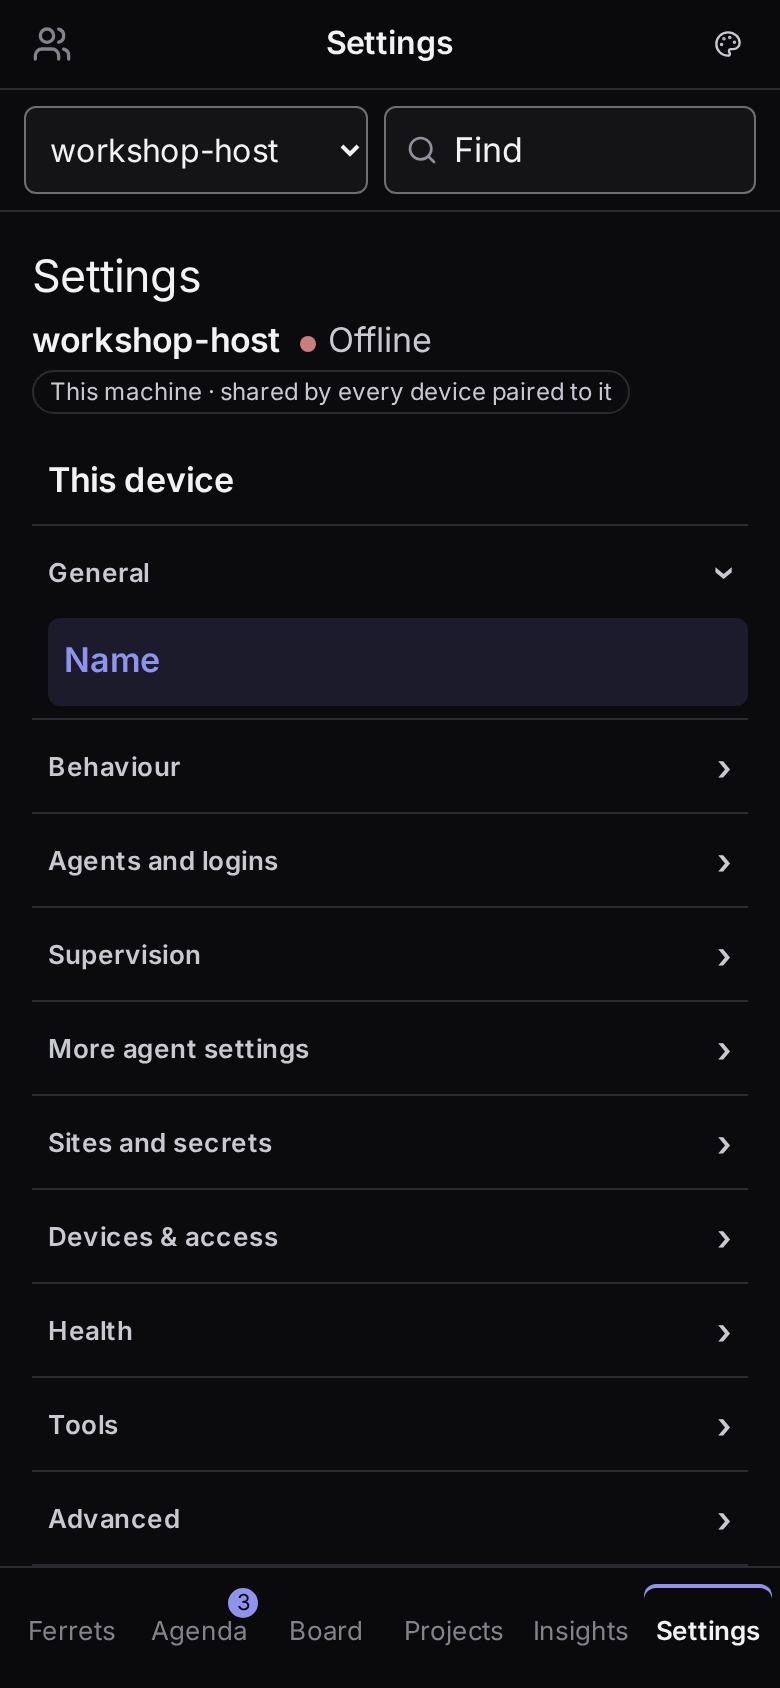 Settings
workshop-host
Find
Settings
workshop-host Offline
This machine · shared by every device paired to it
This device
General
Name
Behaviour
Agents and logins
Supervision
More agent settings
Sites and secrets
Devices & access
Health
Tools
Advanced
3
Ferrets Agenda Board Projects Insights Settings